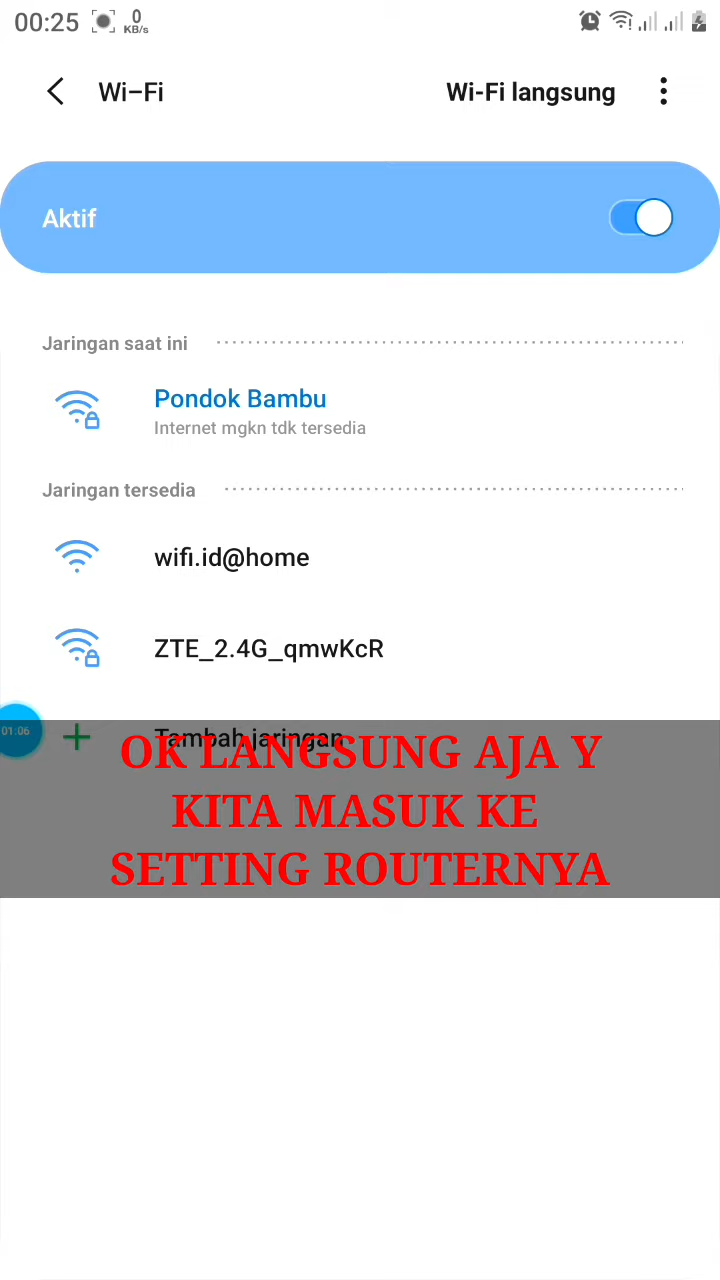 00:25
0
KB/s
Wi–Fi
Wi-Fi langsung
Aktif
Jaringan saat ini
Pondok Bambu
Internet mgkn tdk tersedia
Jaringan tersedia
wifi.id@home
ZTE_2.4G_qmwKcR
01:06
Tambah jaringan
OK LANGSUNG AJA Y
KITA MASUK KE
SETTING ROUTERNYA